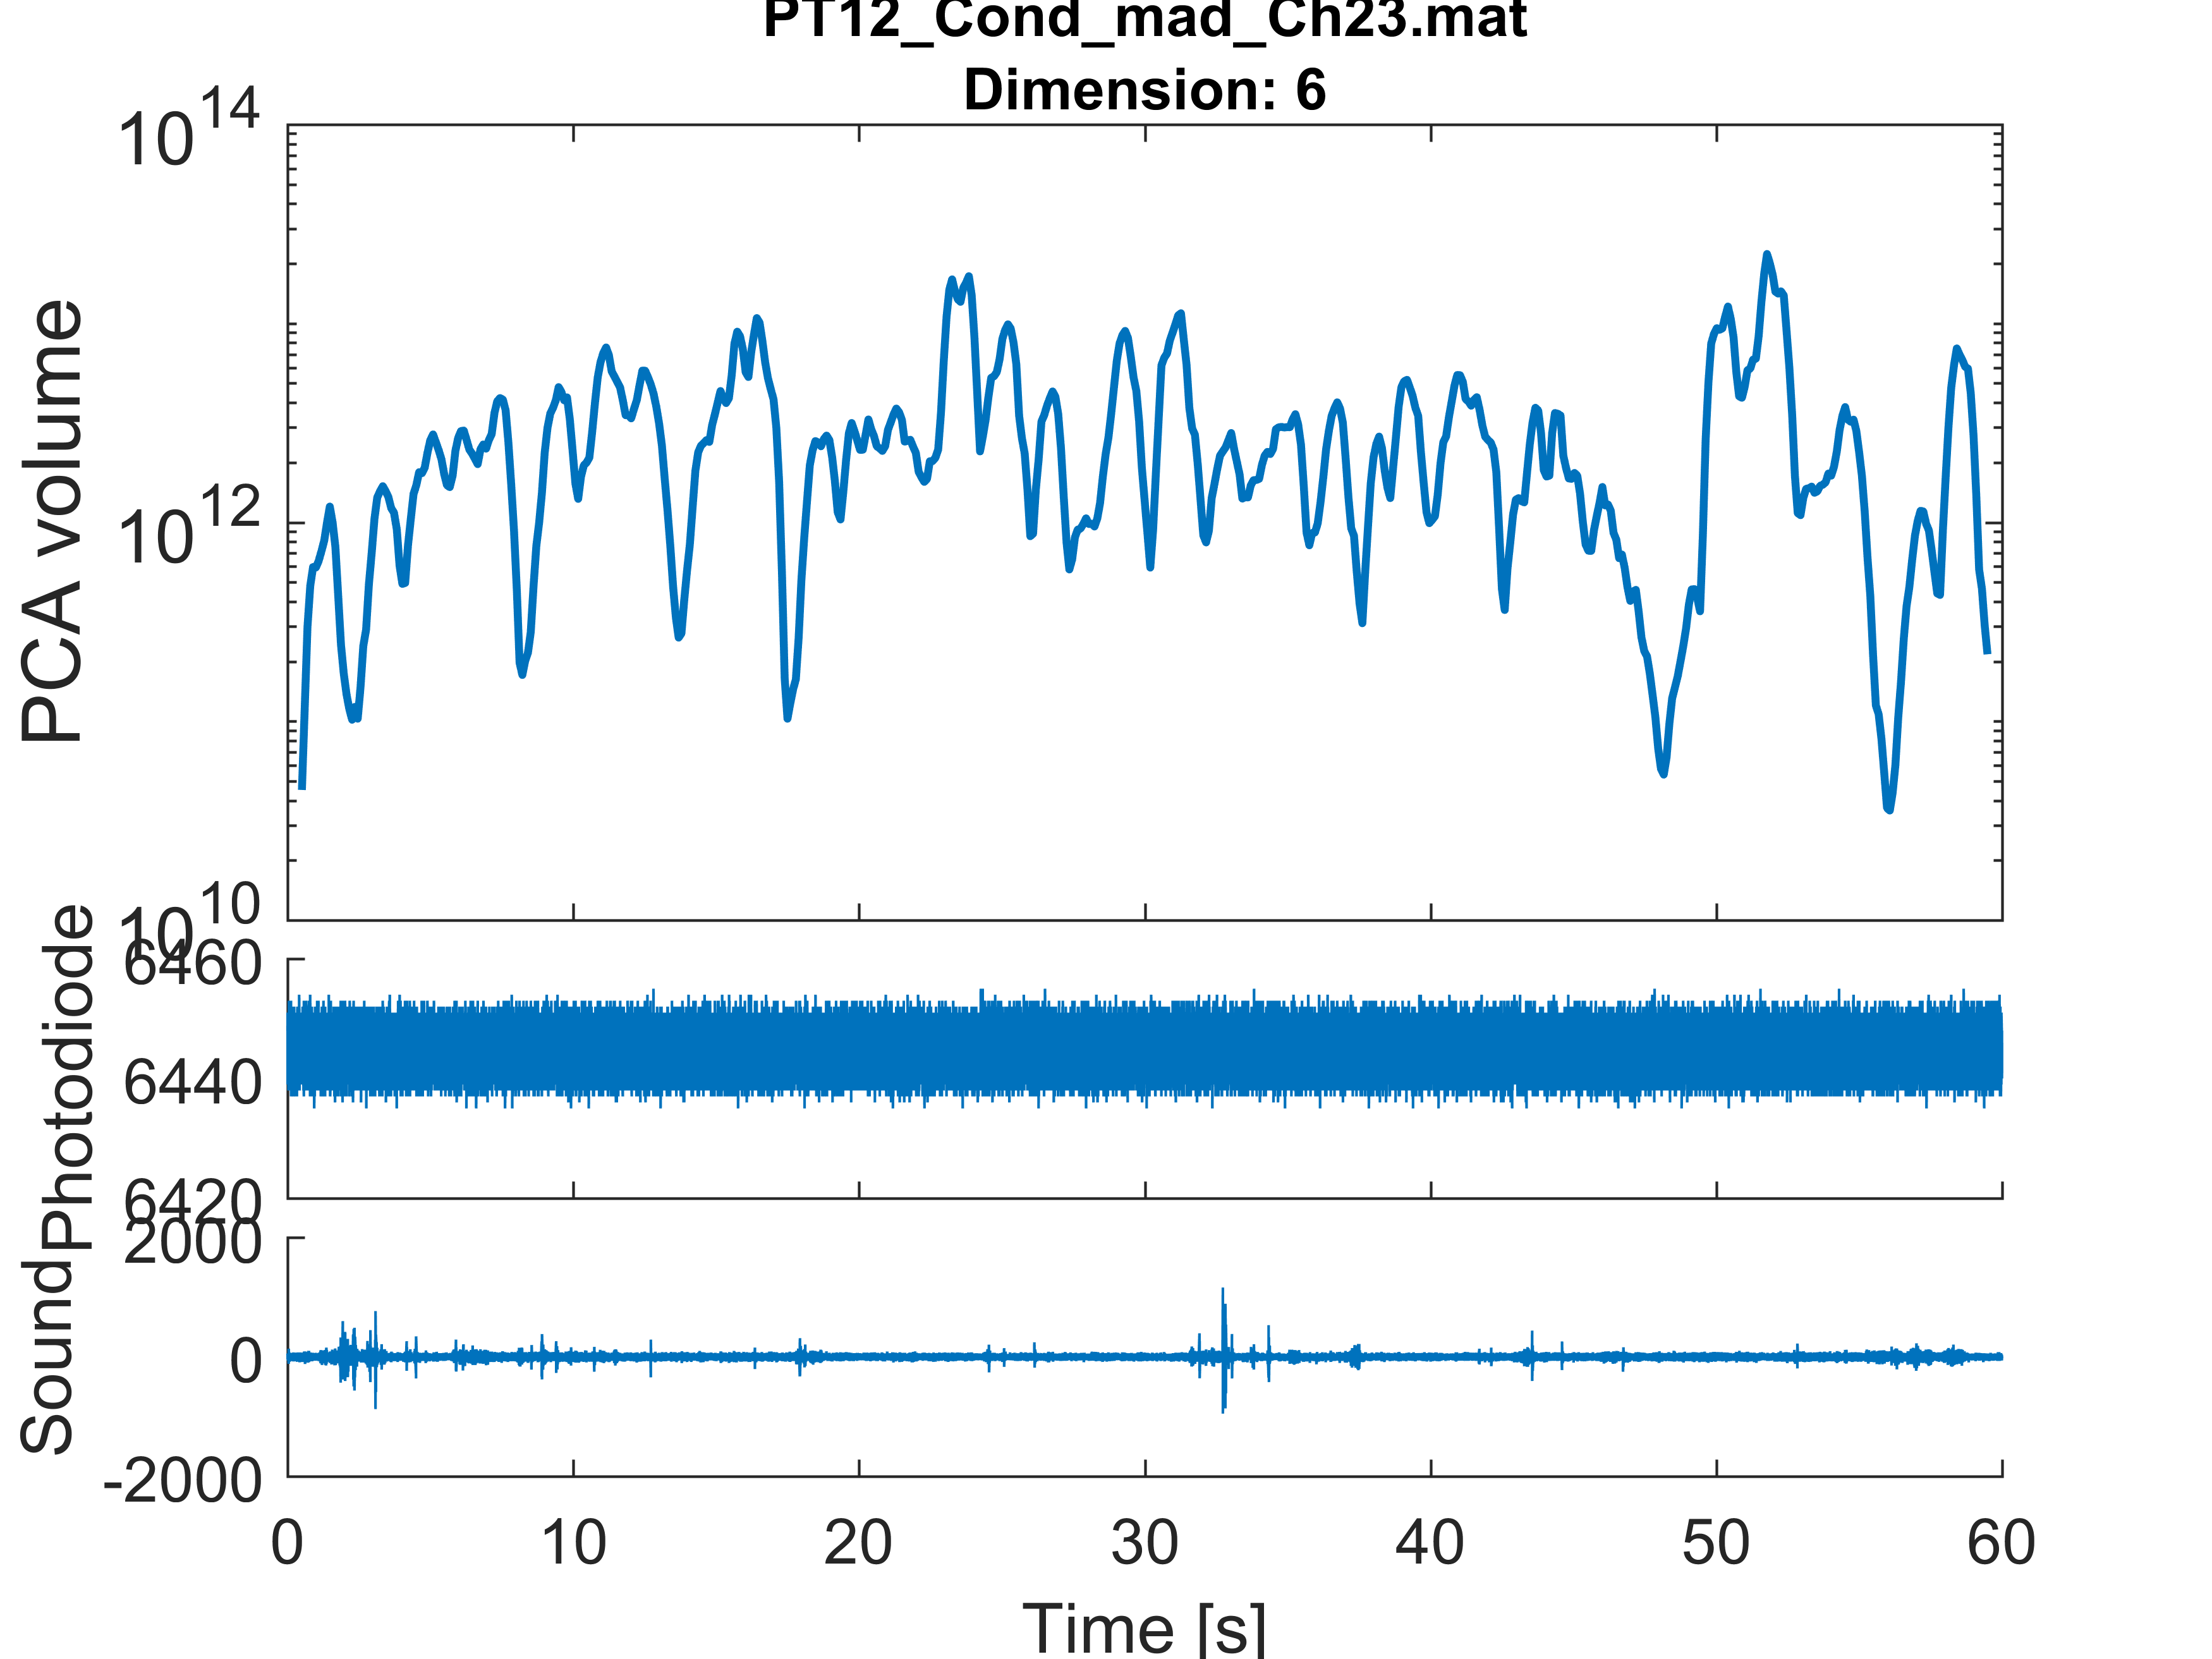 PT12_Cond_mad_Ch23.mat
Dimension: 6
10^14
10^12
10^10
PCA volume
6460
6440
6420
Photodiode
2000
0
-2000
Sound
0 10 20 30 40 50 60
Time [s]